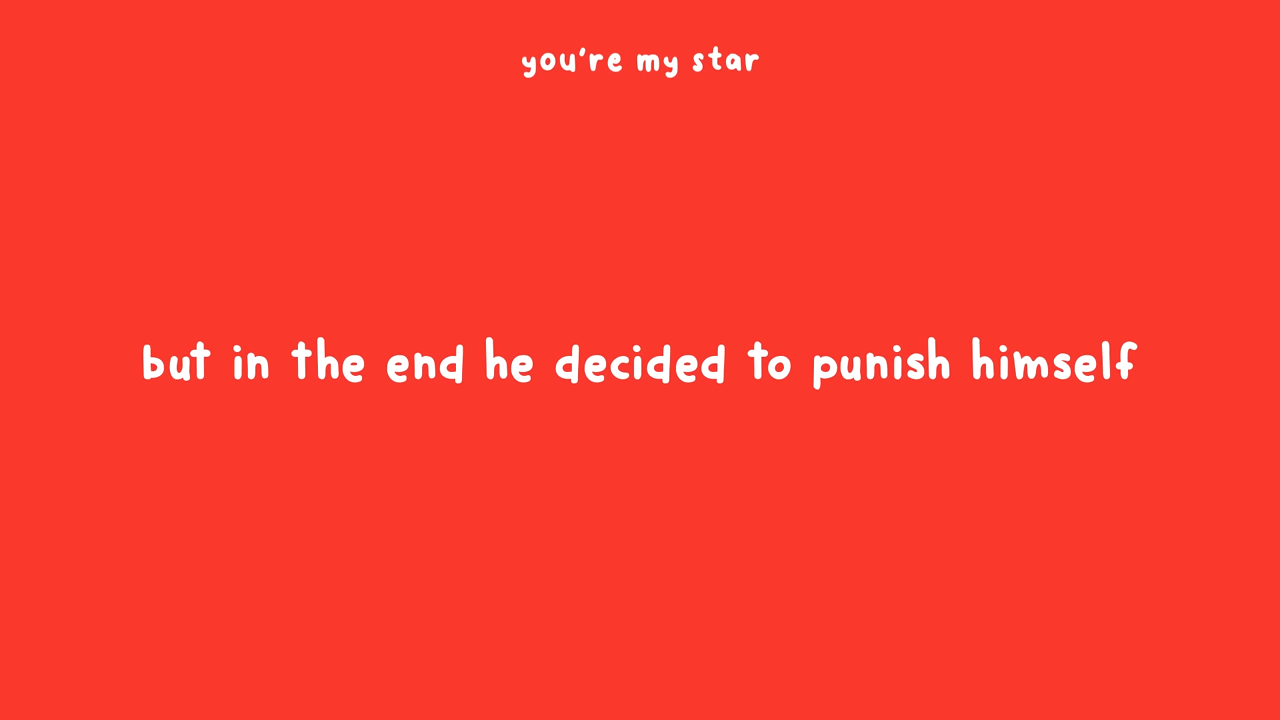 you're my star
but in the end he decided to punish himself